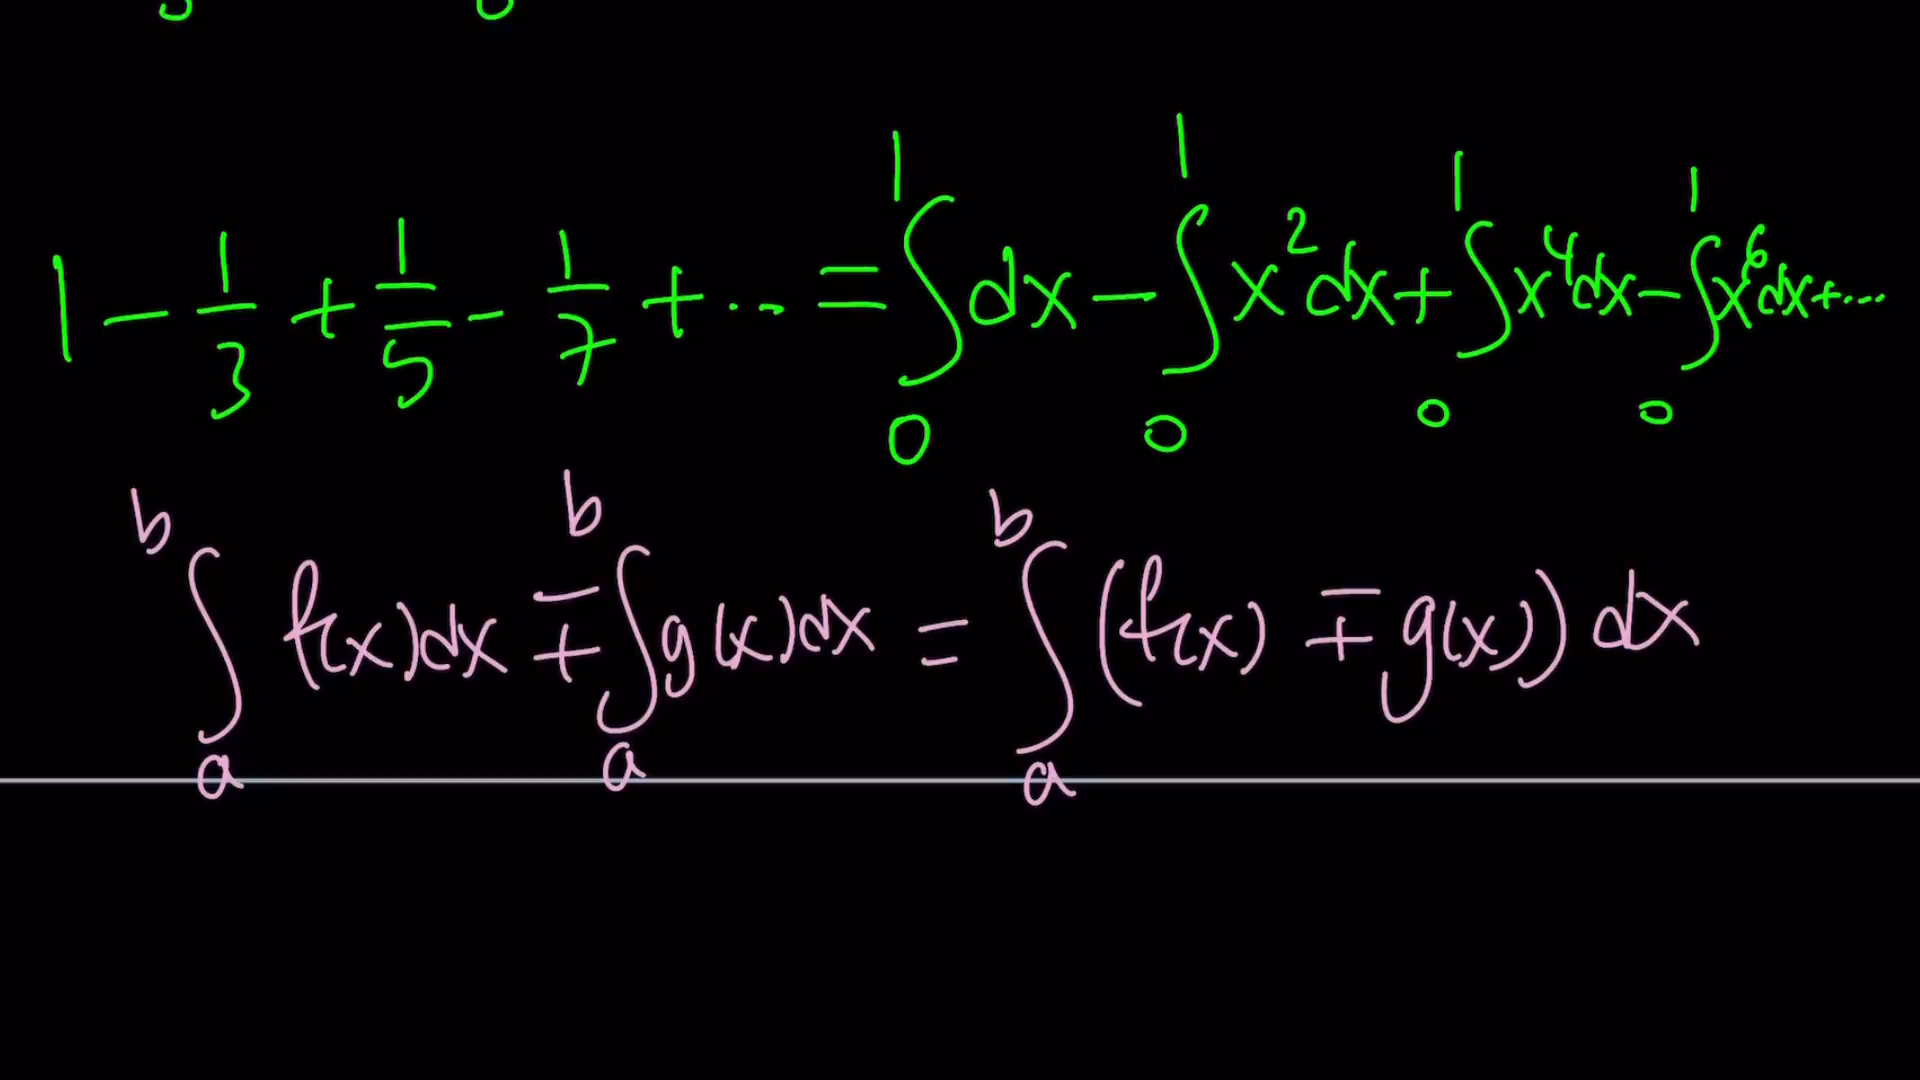 1 - 1/3 + 1/5 - 1/7 + ... = ∫₀¹ dx - ∫₀¹ x² dx + ∫₀¹ x⁴ dx - ∫₀¹ x⁶ dx + ...
∫ₐᵇ f(x) dx ∓ ∫ₐᵇ g(x) dx = ∫ₐᵇ (f(x) ∓ g(x)) dx